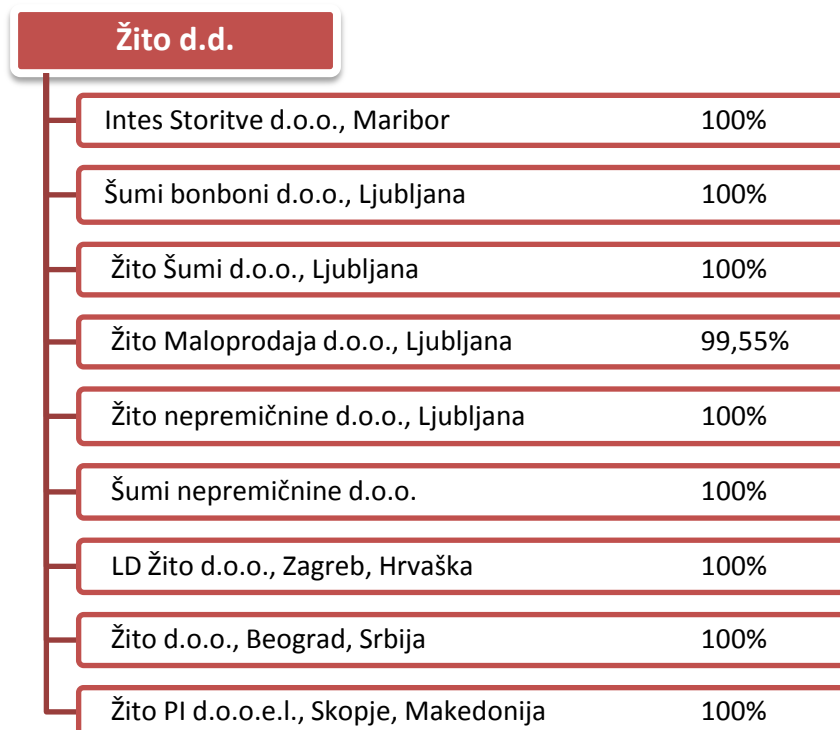 Žito d.d.
Intes Storitve d.o.o., Maribor 100%
Šumi bonboni d.o.o., Ljubljana 100%
Žito Šumi d.o.o., Ljubljana 100%
Žito Maloprodaja d.o.o., Ljubljana 99,55%
Žito nepremičnine d.o.o., Ljubljana 100%
Šumi nepremičnine d.o.o. 100%
LD Žito d.o.o., Zagreb, Hrvaška 100%
Žito d.o.o., Beograd, Srbija 100%
Žito PI d.o.o.e.l., Skopje, Makedonija 100%